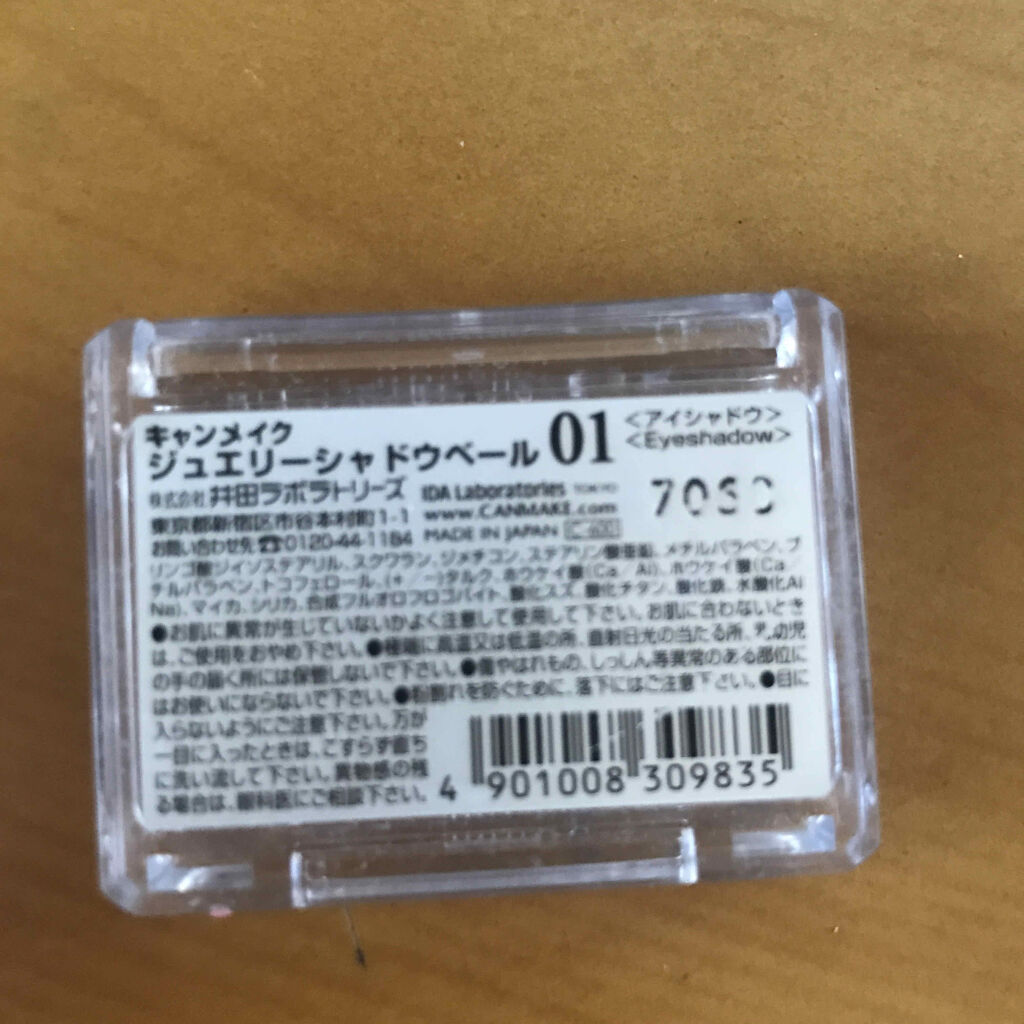 キャンメイク
ジュエリーシャドウベール 01 <アイシャドウ>
<Eyeshadow>
株式会社 井田ラボラトリーズ IDA Laboratories TOKYO
東京都新宿区市谷本村町1-1 www.CANMAKE.com
お問い合わせ先☎0120-44-1184 MADE IN JAPAN C-600
リンゴ酸ジイソステアリル、スクワラン、ジメチコン、ステアリン酸亜鉛、メチルパラベン、ブ
チルパラベン、トコフェロール、(+/-)タルク、ホウケイ酸(Ca/Al)、ホウケイ酸(Ca/
Na)、マイカ、シリカ、合成フルオロフロゴパイト、酸化スズ、酸化チタン、酸化鉄、水酸化Al
●お肌に異常が生じていないかよく注意して使用して下さい。お肌に合わないとき
は、ご使用をおやめ下さい。●極端に高温又は低温の所、直射日光の当たる所、乳幼児
の手の届く所には保管しないで下さい。●傷やはれもの、しっしん等異常のある部位に
はお使いにならないで下さい。●粉割れを防ぐために、落下にはご注意下さい。●目に
入らないようにご注意下さい。万が
一目に入ったときは、こすらず直ち
に洗い流して下さい。異物感の残
る場合は、眼科医にご相談下さい。
4 901008 309835